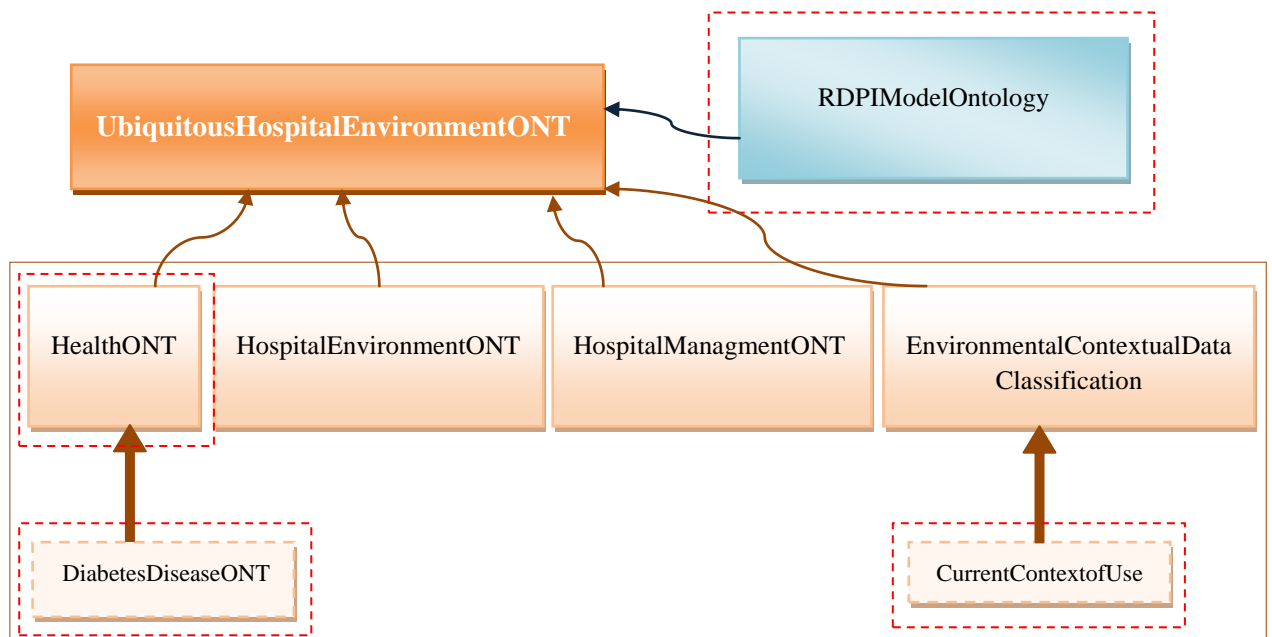 RDPIModelOntology
UbiquitousHospitalEnvironmentONT
HealthONT
HospitalEnvironmentONT
HospitalManagmentONT
EnvironmentalContextualData
Classification
DiabetesDiseaseONT
CurrentContextofUse